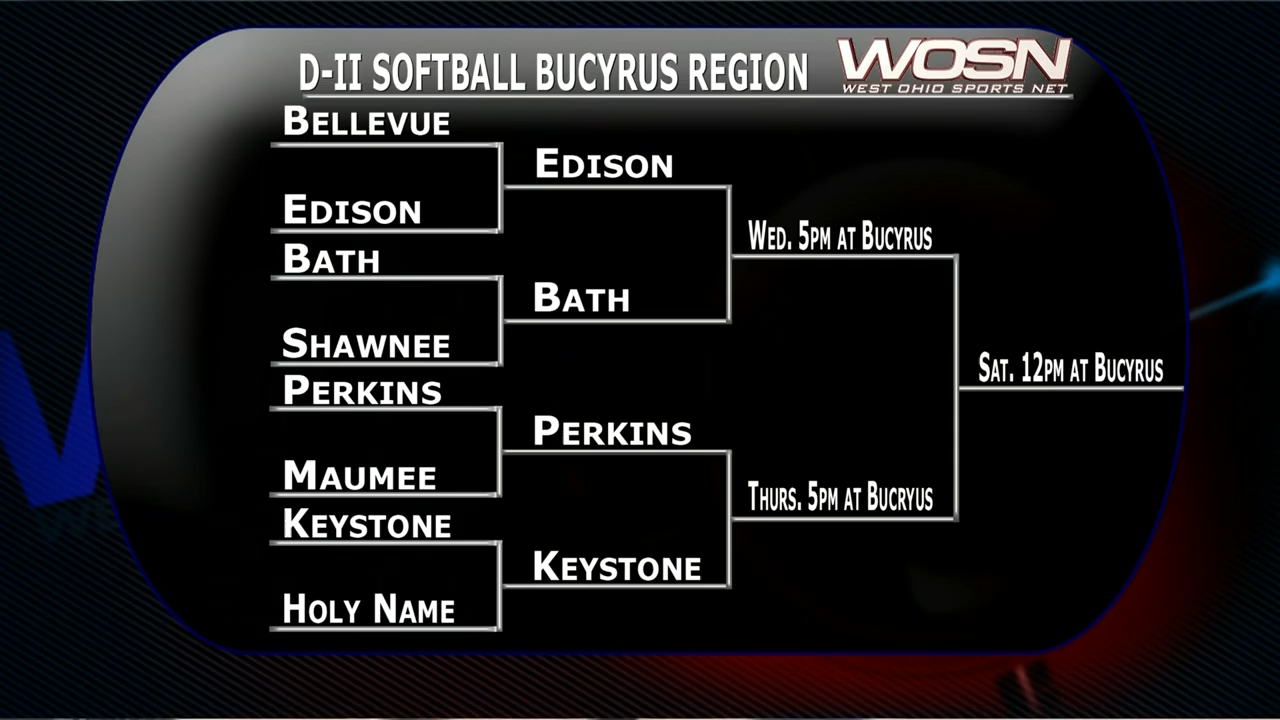 D-II SOFTBALL BUCYRUS REGION
WOSN
WEST OHIO SPORTS NET
BELLEVUE
EDISON
EDISON
BATH
BATH
SHAWNEE
PERKINS
PERKINS
MAUMEE
KEYSTONE
KEYSTONE
HOLY NAME
WED. 5PM AT BUCYRUS
THURS. 5PM AT BUCRYUS
SAT. 12PM AT BUCYRUS